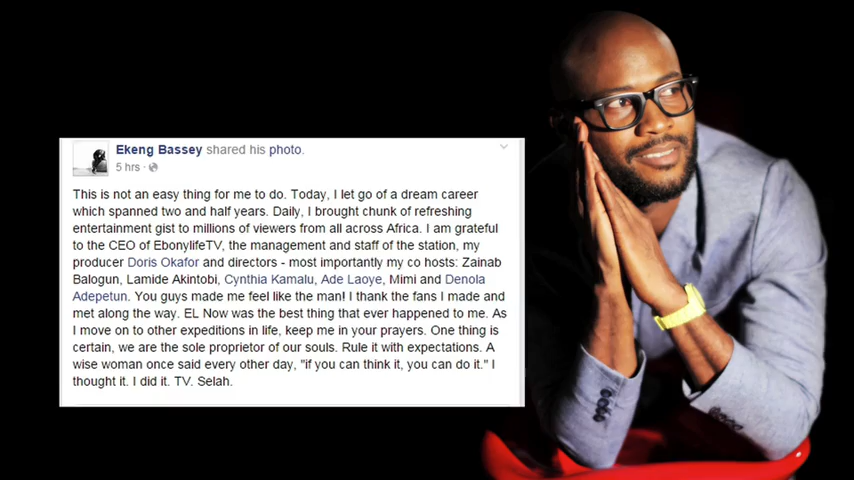 Ekeng Bassey shared his photo.
5 hrs ·
This is not an easy thing for me to do. Today, I let go of a dream career
which spanned two and half years. Daily, I brought chunk of refreshing
entertainment gist to millions of viewers from all across Africa. I am grateful
to the CEO of EbonylifeTV, the management and staff of the station, my
producer Doris Okafor and directors - most importantly my co hosts: Zainab
Balogun, Lamide Akintobi, Cynthia Kamalu, Ade Laoye, Mimi and Denola
Adepetun. You guys made me feel like the man! I thank the fans I made and
met along the way. EL Now was the best thing that ever happened to me. As
I move on to other expeditions in life, keep me in your prayers. One thing is
certain, we are the sole proprietor of our souls. Rule it with expectations. A
wise woman once said every other day, "if you can think it, you can do it." I
thought it. I did it. TV. Selah.